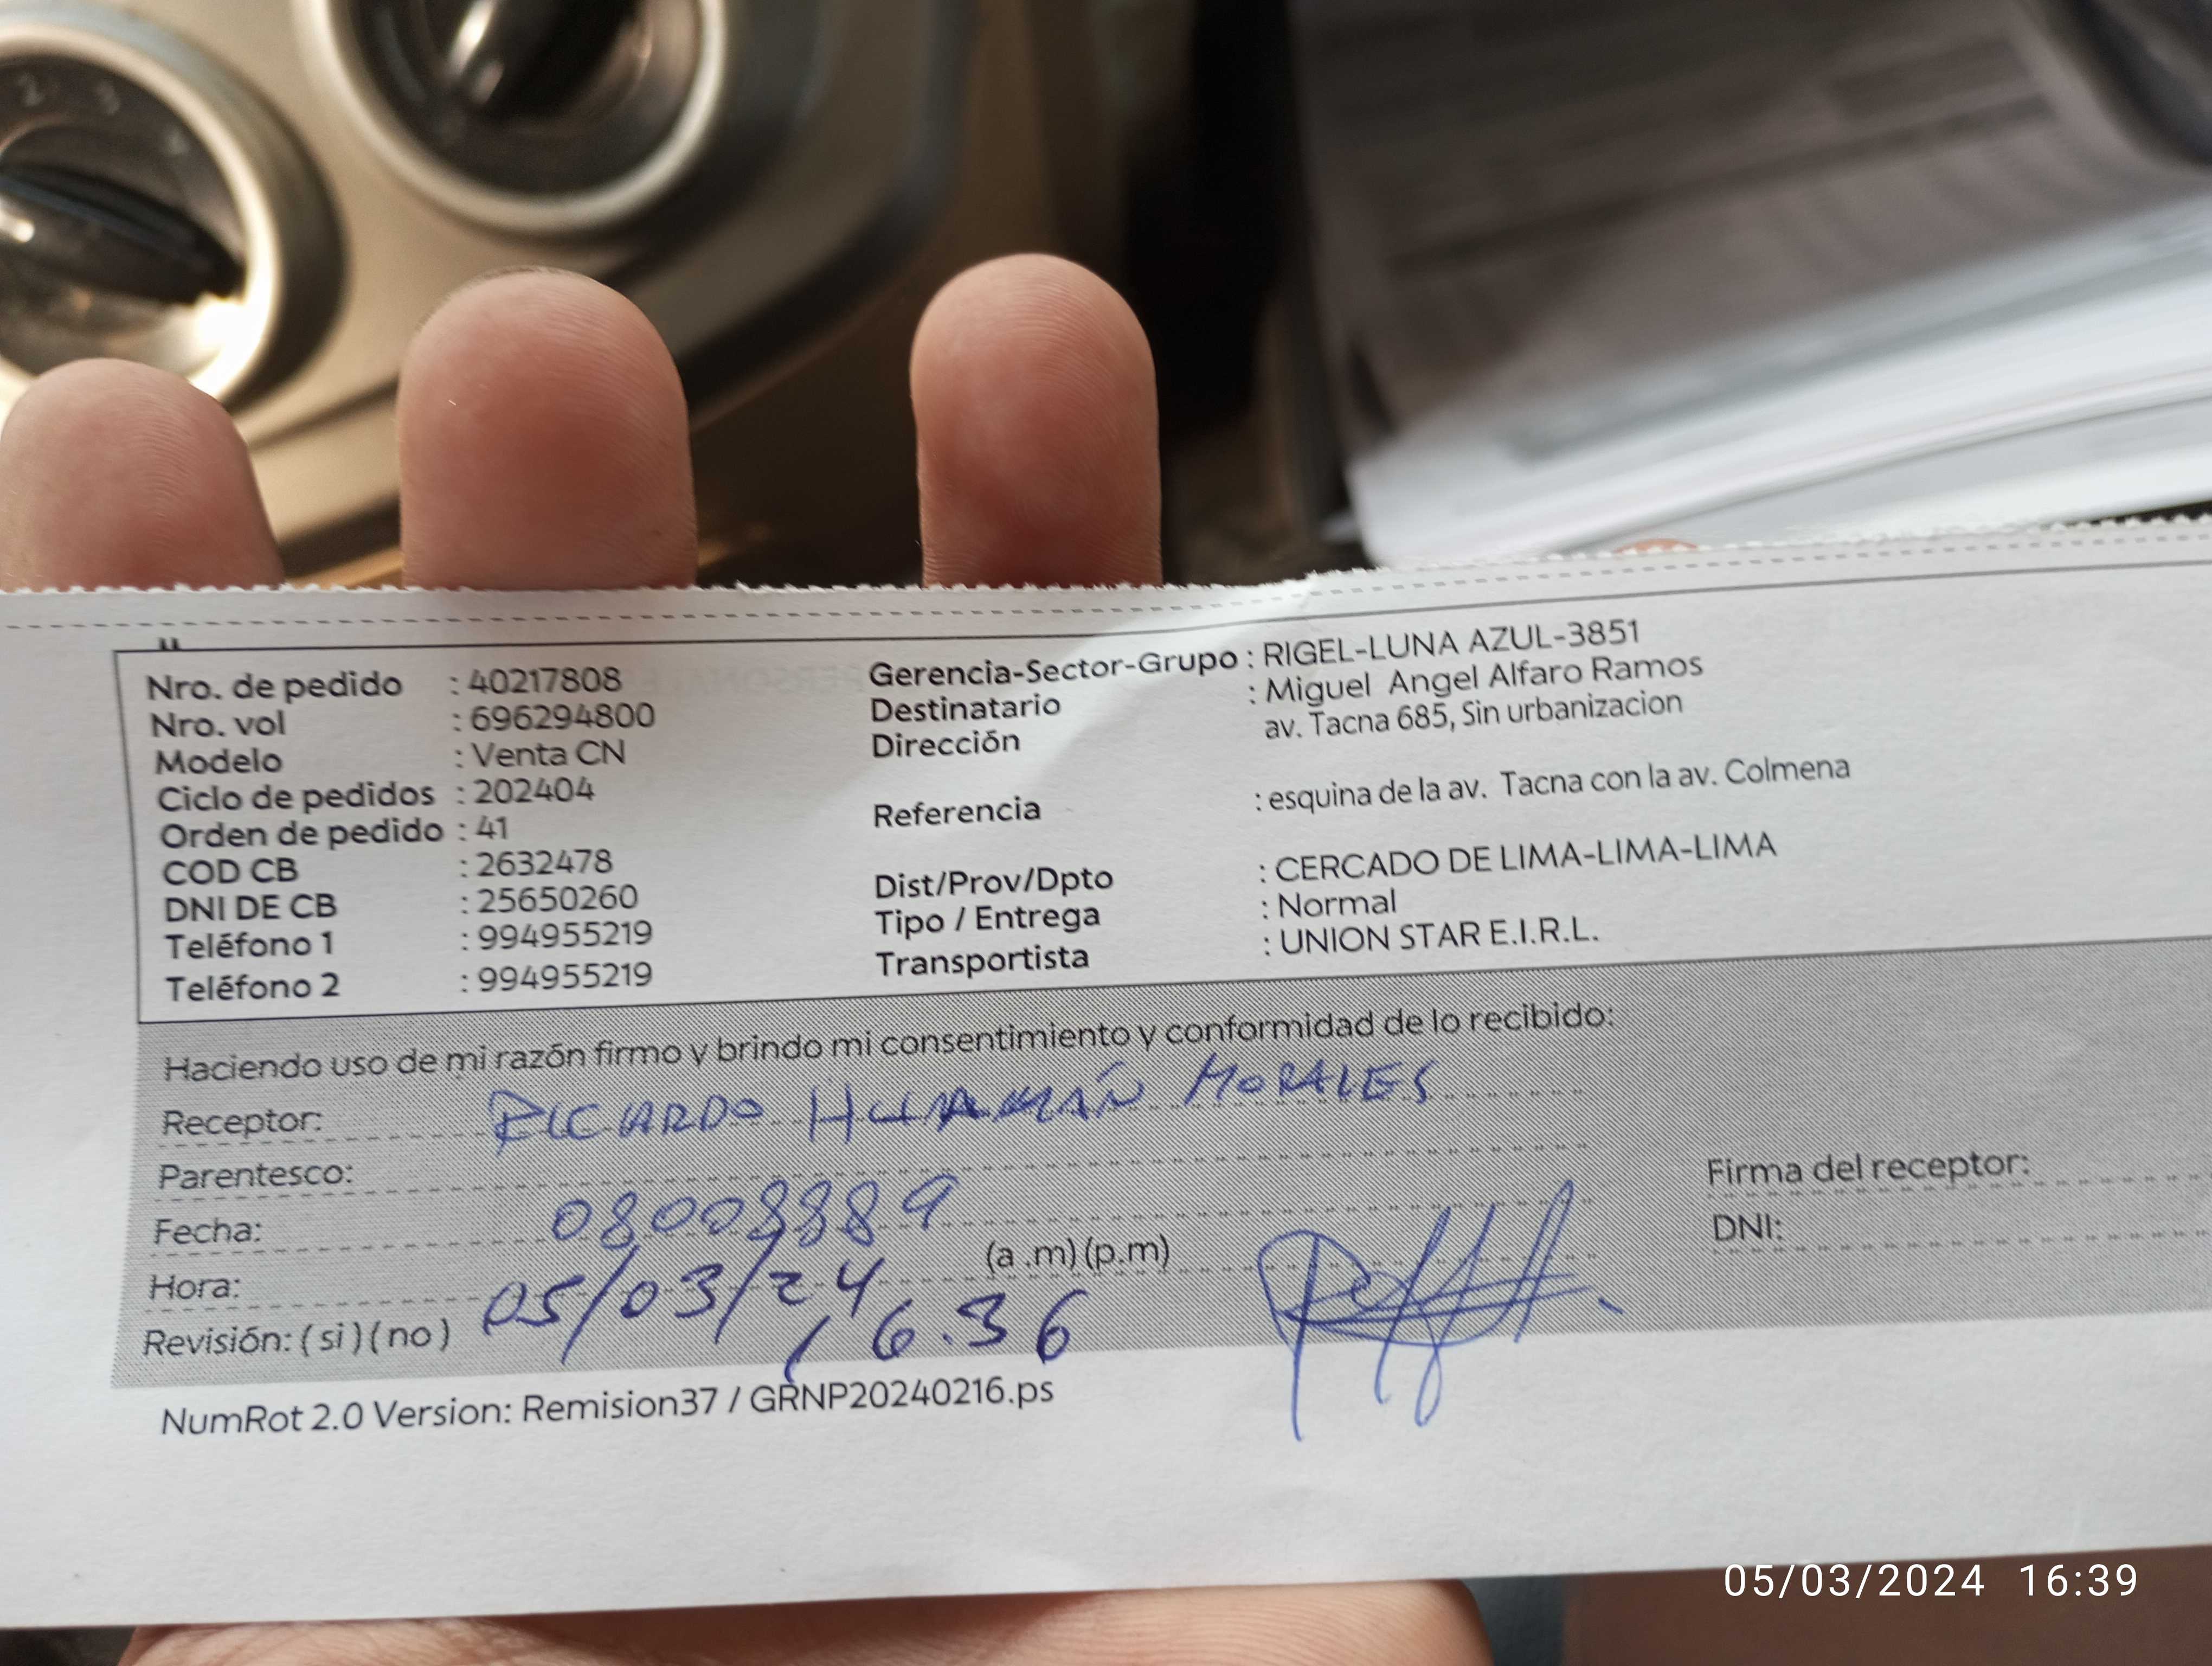 Nro. de pedido : 40217808
Nro. vol : 696294800
Modelo : Venta CN
Ciclo de pedidos : 202404
Orden de pedido : 41
COD CB : 2632478
DNI DE CB : 25650260
Teléfono 1 : 994955219
Teléfono 2 : 994955219
Gerencia-Sector-Grupo : RIGEL-LUNA AZUL-3851
Destinatario : Miguel Angel Alfaro Ramos
Dirección av. Tacna 685, Sin urbanizacion
Referencia : esquina de la av. Tacna con la av. Colmena
Dist/Prov/Dpto : CERCADO DE LIMA-LIMA-LIMA
Tipo / Entrega : Normal
Transportista : UNION STAR E.I.R.L.
Haciendo uso de mi razón firmo y brindo mi consentimiento y conformidad de lo recibido:
Receptor: RICARDO HUAMÁN MORALES
Parentesco:
Fecha: 08008889
Hora: 05/03/24 (a .m) (p.m)
Revisión: ( si ) ( no ) 16.36
Firma del receptor:
DNI:
NumRot 2.0 Version: Remision37 / GRNP20240216.ps
05/03/2024 16:39
2 3